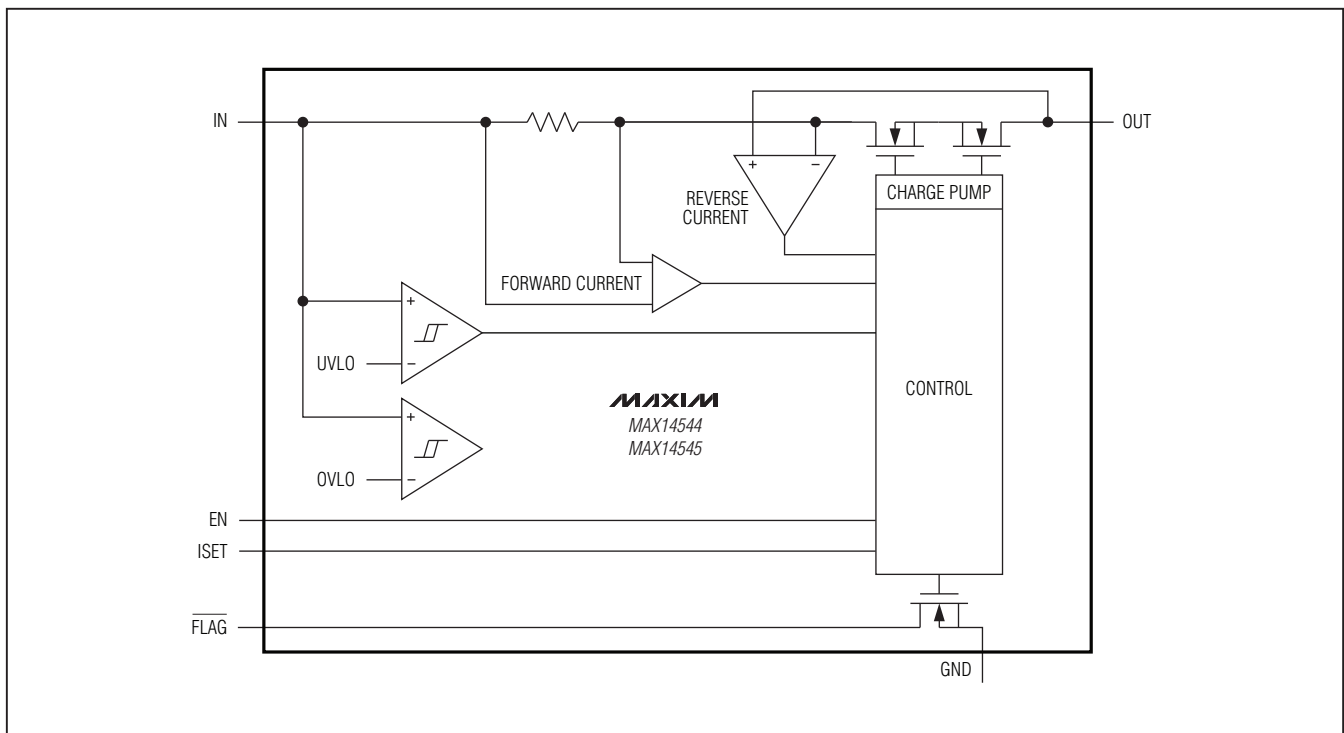 IN
OUT
+
−
REVERSE
CURRENT
CHARGE PUMP
FORWARD CURRENT
+
UVLO
−
CONTROL
MAXIM
MAX14544
MAX14545
+
OVLO
−
EN
ISET
FLAG
GND